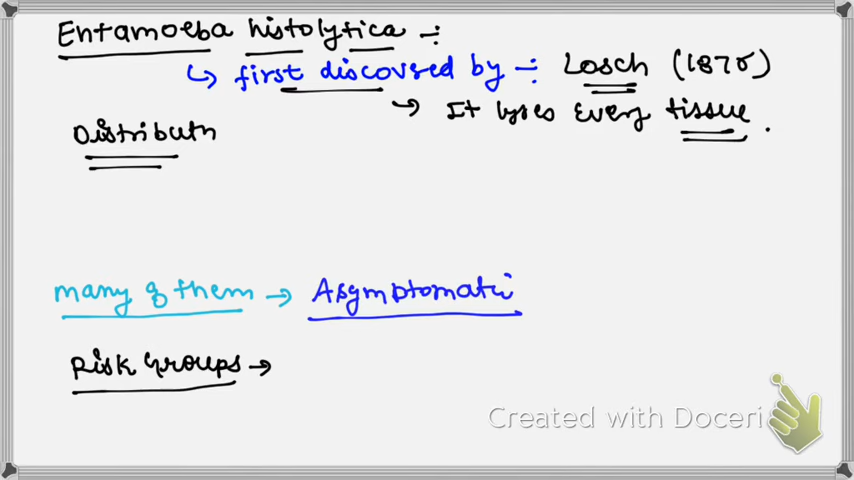 Entamoeba histolytica :-
↳ first discovered by :- Losch (1875)
↳ It lyses Every tissue.
Distributn
many of them → Asymptomatic
Risk Groups →
Created with Doceri